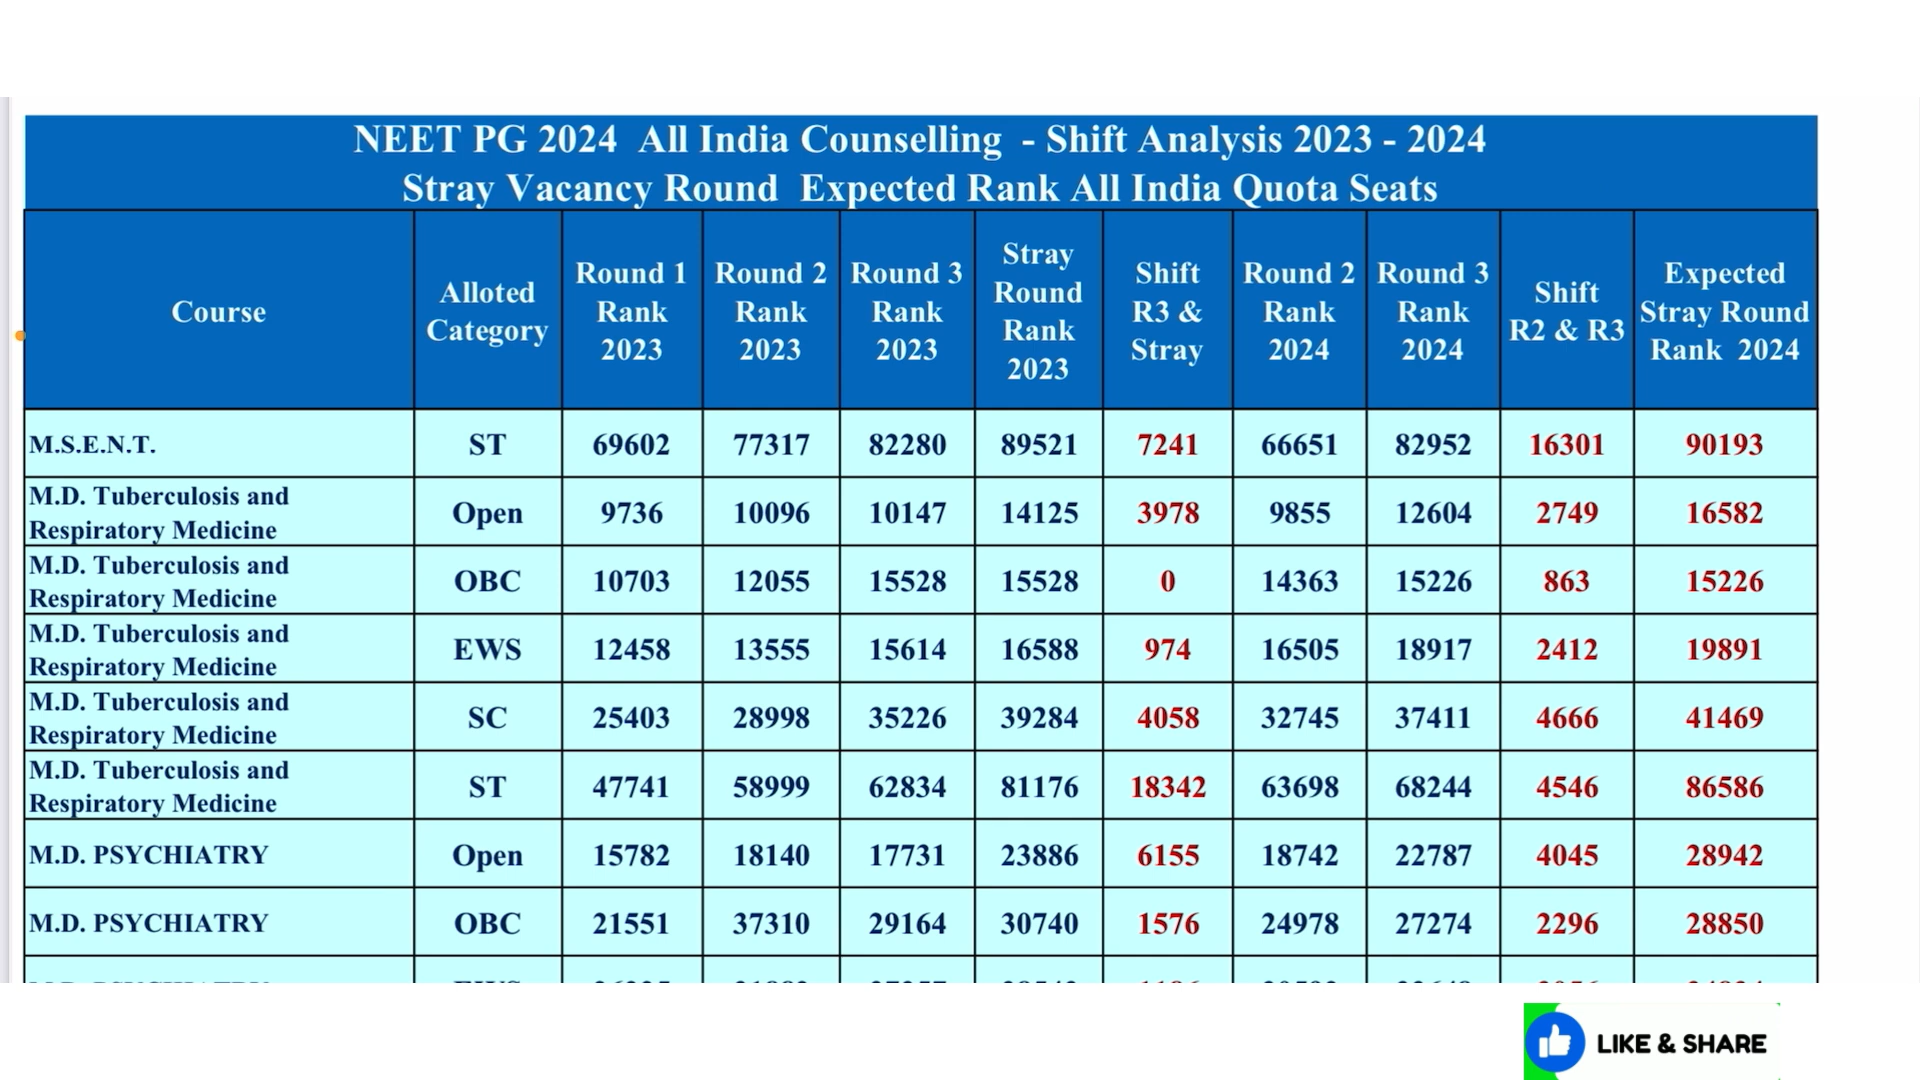 NEET PG 2024 All India Counselling - Shift Analysis 2023 - 2024
Stray Vacancy Round Expected Rank All India Quota Seats
Course
Alloted
Category
Round 1
Rank
2023
Round 2
Rank
2023
Round 3
Rank
2023
Stray
Round
Rank
2023
Shift
R3 &
Stray
Round 2
Rank
2024
Round 3
Rank
2024
Shift
R2 & R3
Expected
Stray Round
Rank 2024
M.S.E.N.T. ST 69602 77317 82280 89521 7241 66651 82952 16301 90193
M.D. Tuberculosis and
Respiratory Medicine
Open 9736 10096 10147 14125 3978 9855 12604 2749 16582
M.D. Tuberculosis and
Respiratory Medicine
OBC 10703 12055 15528 15528 0 14363 15226 863 15226
M.D. Tuberculosis and
Respiratory Medicine
EWS 12458 13555 15614 16588 974 16505 18917 2412 19891
M.D. Tuberculosis and
Respiratory Medicine
SC 25403 28998 35226 39284 4058 32745 37411 4666 41469
M.D. Tuberculosis and
Respiratory Medicine
ST 47741 58999 62834 81176 18342 63698 68244 4546 86586
M.D. PSYCHIATRY Open 15782 18140 17731 23886 6155 18742 22787 4045 28942
M.D. PSYCHIATRY OBC 21551 37310 29164 30740 1576 24978 27274 2296 28850
LIKE & SHARE